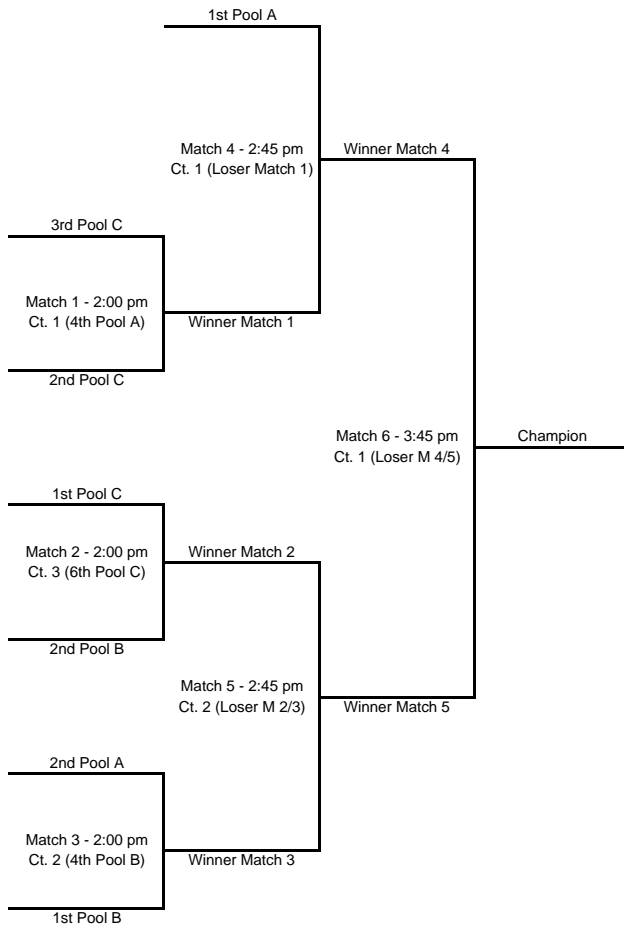 1st Pool A
Match 4 - 2:45 pm
Ct. 1 (Loser Match 1)
Winner Match 4
3rd Pool C
Match 1 - 2:00 pm
Ct. 1 (4th Pool A)
Winner Match 1
2nd Pool C
Match 6 - 3:45 pm
Ct. 1 (Loser M 4/5)
Champion
1st Pool C
Match 2 - 2:00 pm
Ct. 3 (6th Pool C)
Winner Match 2
2nd Pool B
Match 5 - 2:45 pm
Ct. 2 (Loser M 2/3)
Winner Match 5
2nd Pool A
Match 3 - 2:00 pm
Ct. 2 (4th Pool B)
Winner Match 3
1st Pool B